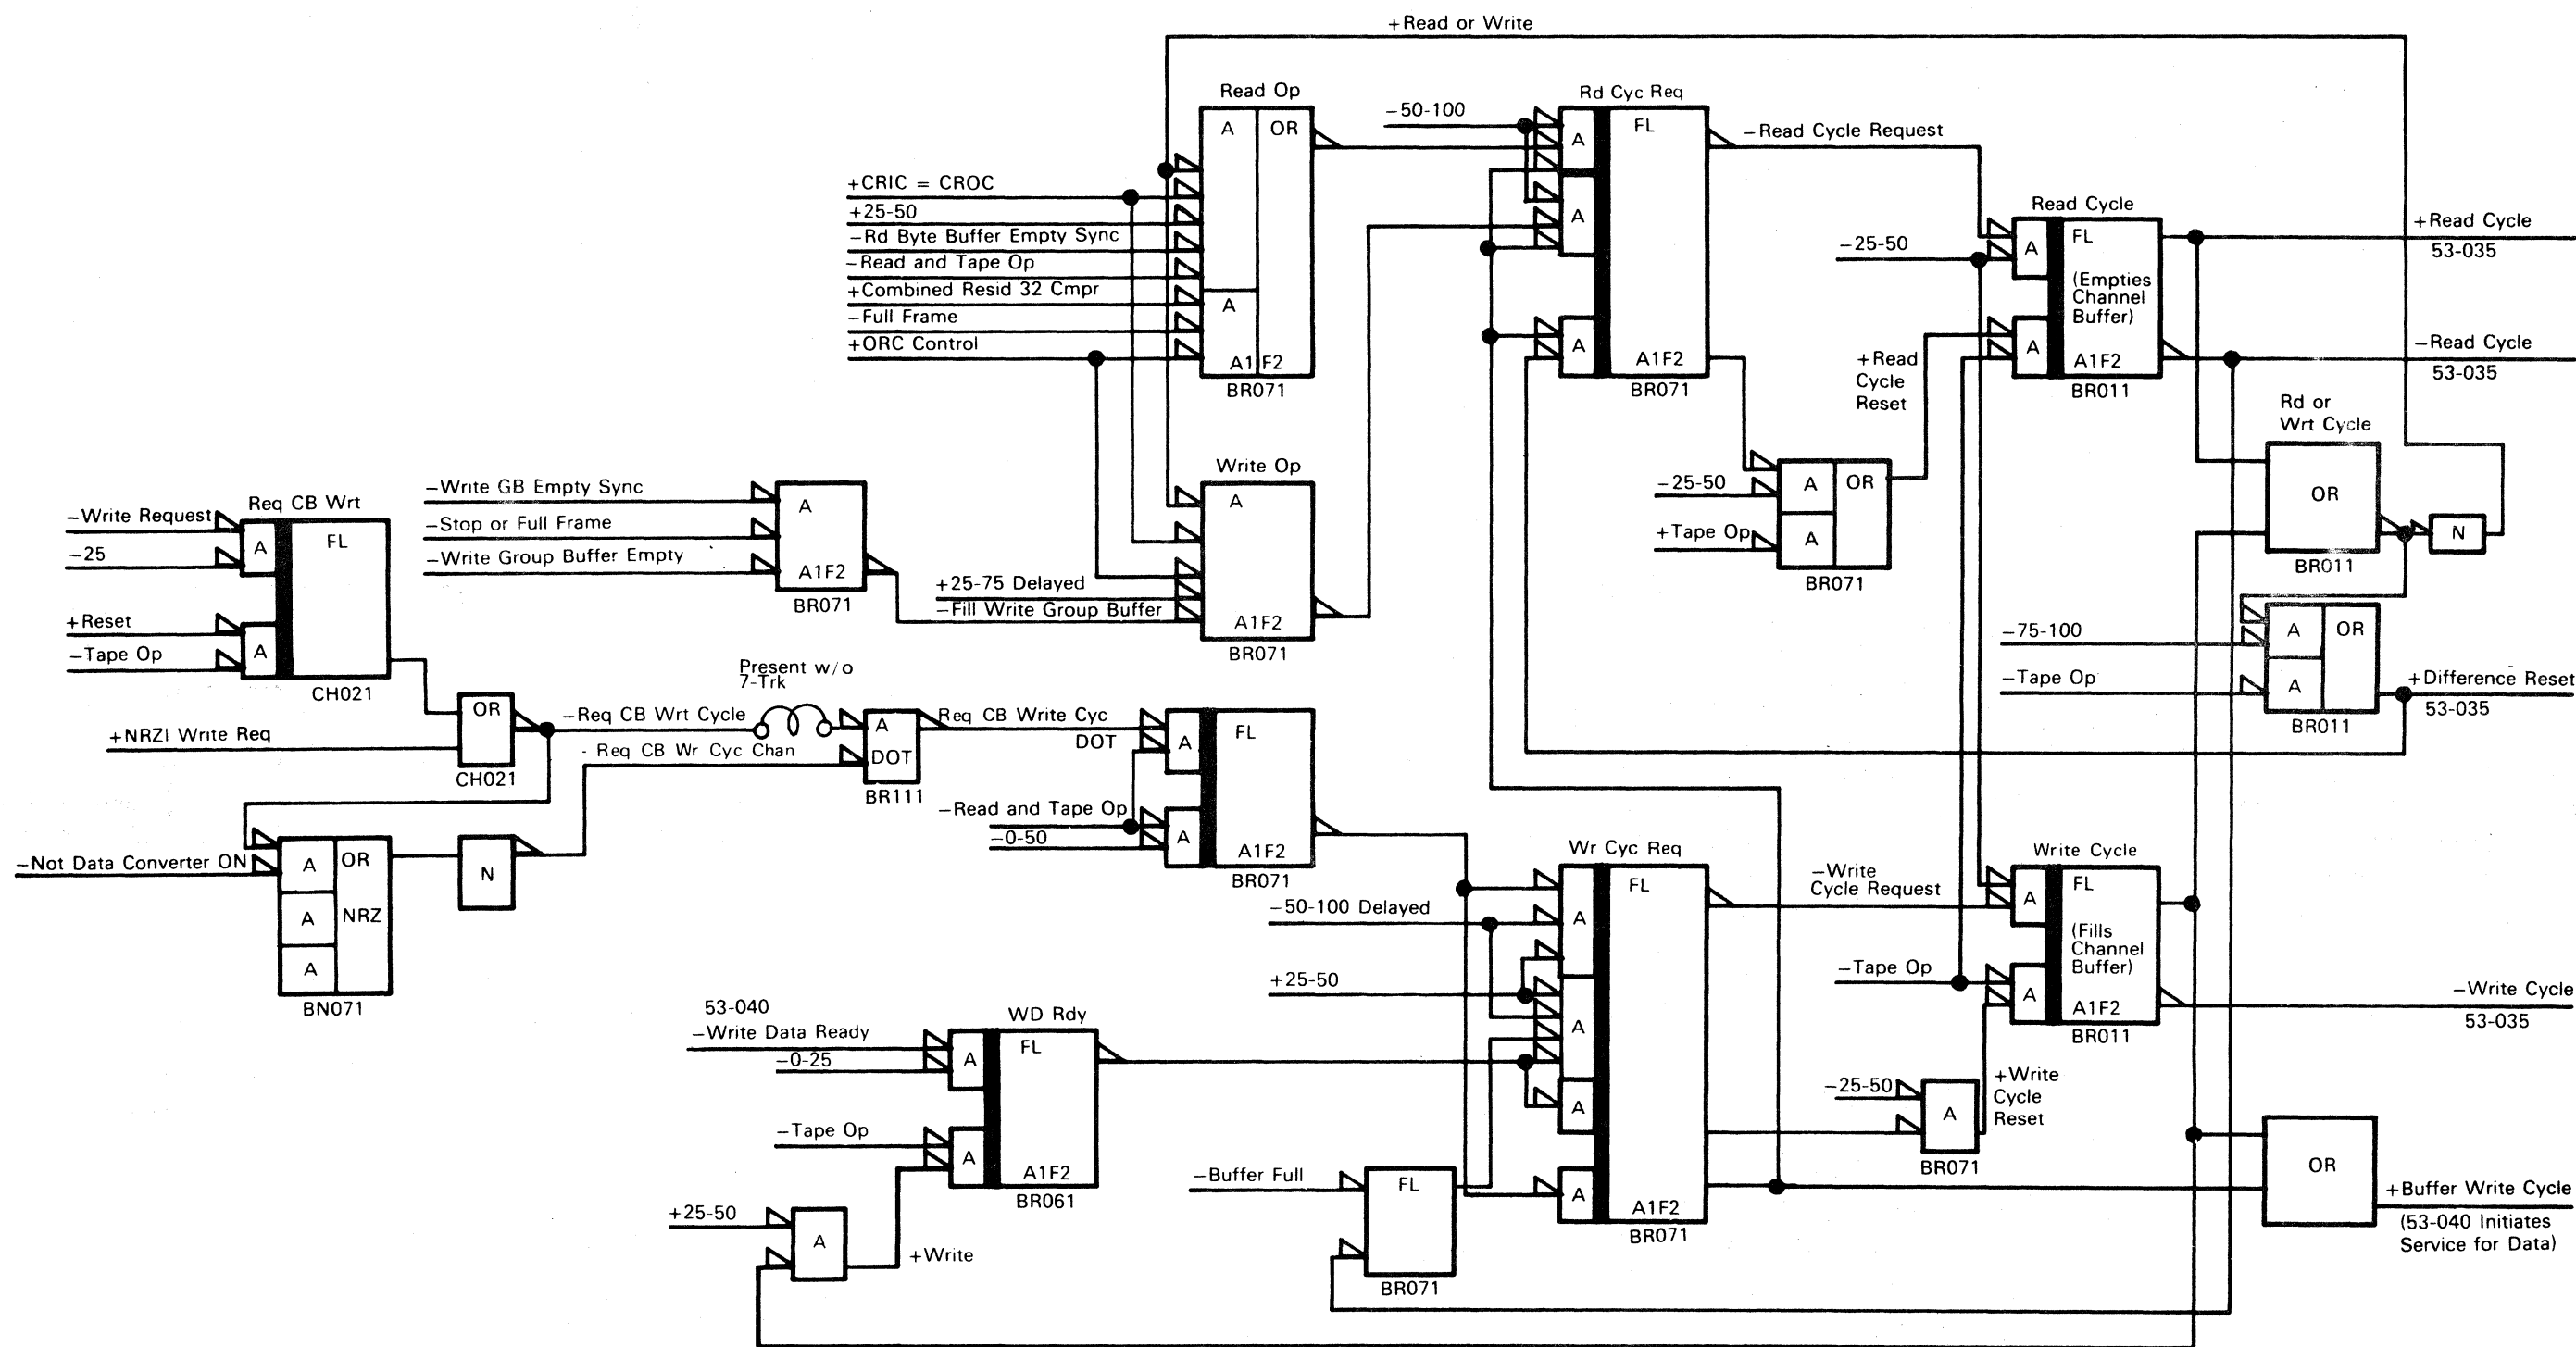 +Read or Write
Read Op
A
OR
+CRIC = CROC
+25-50
-Rd Byte Buffer Empty Sync
-Read and Tape Op
+Combined Resid 32 Cmpr
A
-Full Frame
+ORC Control
A1F2
BR071
-50-100
Rd Cyc Req
A
FL
A
A
A1F2
BR071
-Read Cycle Request
Read Cycle
-25-50
A
FL
(Empties
Channel
Buffer)
A
A1F2
BR011
+Read Cycle
53-035
-Read Cycle
53-035
+Read
Cycle
Reset
-25-50
A
OR
+Tape Op
A
BR071
Rd or
Wrt Cycle
OR
BR011
N
-75-100
A
OR
-Tape Op
A
BR011
+Difference Reset
53-035
Write Op
A
+25-75 Delayed
-Fill Write Group Buffer
A1F2
BR071
-Write GB Empty Sync
A
-Stop or Full Frame
-Write Group Buffer Empty
A1F2
BR071
Req CB Wrt
-Write Request
A
FL
-25
+Reset
-Tape Op
A
CH021
OR
+NRZI Write Req
CH021
-Req CB Wrt Cycle
Present w/o
7-Trk
- Req CB Wr Cyc Chan
A
DOT
BR111
Req CB Write Cyc
DOT
A
FL
-Read and Tape Op
-0-50
A
A1F2
BR071
-Not Data Converter ON
A
OR
A
NRZ
A
BN071
N
Wr Cyc Req
FL
-50-100 Delayed
A
+25-50
A
A
A
A1F2
BR071
-Write
Cycle Request
Write Cycle
A
FL
(Fills
Channel
Buffer)
-Tape Op
A
A1F2
BR011
-Write Cycle
53-035
53-040
-Write Data Ready
-0-25
WD Rdy
A
FL
-Tape Op
A
A1F2
BR061
+25-50
A
+Write
-Buffer Full
FL
BR071
-25-50
A
BR071
+Write
Cycle
Reset
OR
+Buffer Write Cycle
(53-040 Initiates
Service for Data)